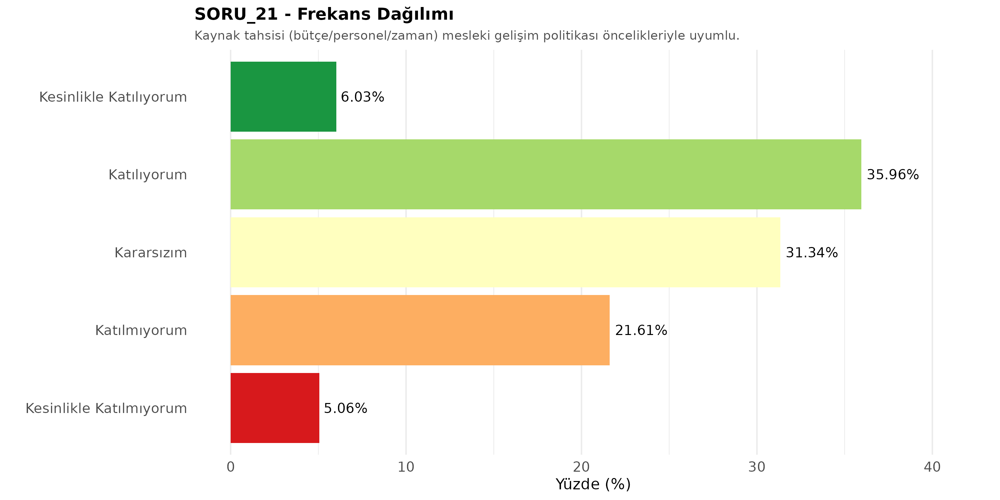 SORU_21 - Frekans Dağılımı
Kaynak tahsisi (bütçe/personel/zaman) mesleki gelişim politikası öncelikleriyle uyumlu.
Kesinlikle Katılıyorum 6.03%
Katılıyorum 35.96%
Kararsızım 31.34%
Katılmıyorum 21.61%
Kesinlikle Katılmıyorum 5.06%
0 10 20 30 40
Yüzde (%)